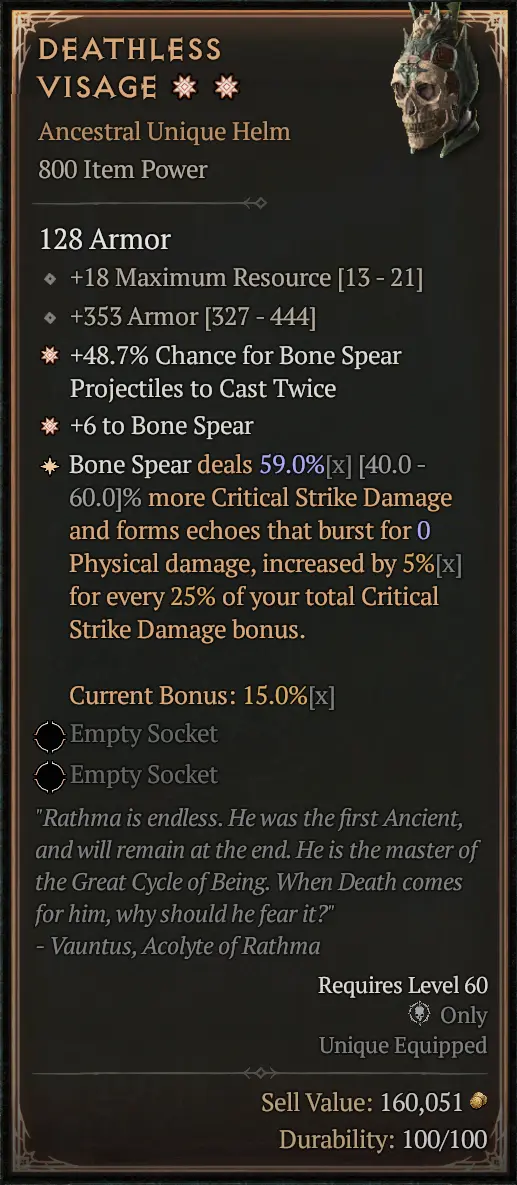 DEATHLESS
VISAGE
Ancestral Unique Helm
800 Item Power
128 Armor
+18 Maximum Resource [13 - 21]
+353 Armor [327 - 444]
+48.7% Chance for Bone Spear
Projectiles to Cast Twice
+6 to Bone Spear
Bone Spear deals 59.0%[x] [40.0 -
60.0]% more Critical Strike Damage
and forms echoes that burst for 0
Physical damage, increased by 5%[x]
for every 25% of your total Critical
Strike Damage bonus.
Current Bonus: 15.0%[x]
Empty Socket
Empty Socket
"Rathma is endless. He was the first Ancient,
and will remain at the end. He is the master of
the Great Cycle of Being. When Death comes
for him, why should he fear it?"
- Vauntus, Acolyte of Rathma
Requires Level 60
Only
Unique Equipped
Sell Value: 160,051
Durability: 100/100